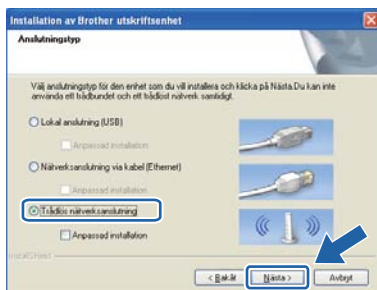 Installation av Brother utskriftsenhet
Anslutningstyp
Välj anslutningstyp för den enhet som du vill installera och klicka på Nästa.Du kan inte
använda ett trådbundet och ett trådlöst nätverk samtidigt.
Lokal anslutning (USB)
Anpassad installation
Nätverksanslutning via kabel (Ethernet)
Anpassad installation
Trådlös nätverksanslutning
Anpassad installation
InstallShield
< Bakåt
Nästa >
Avbryt